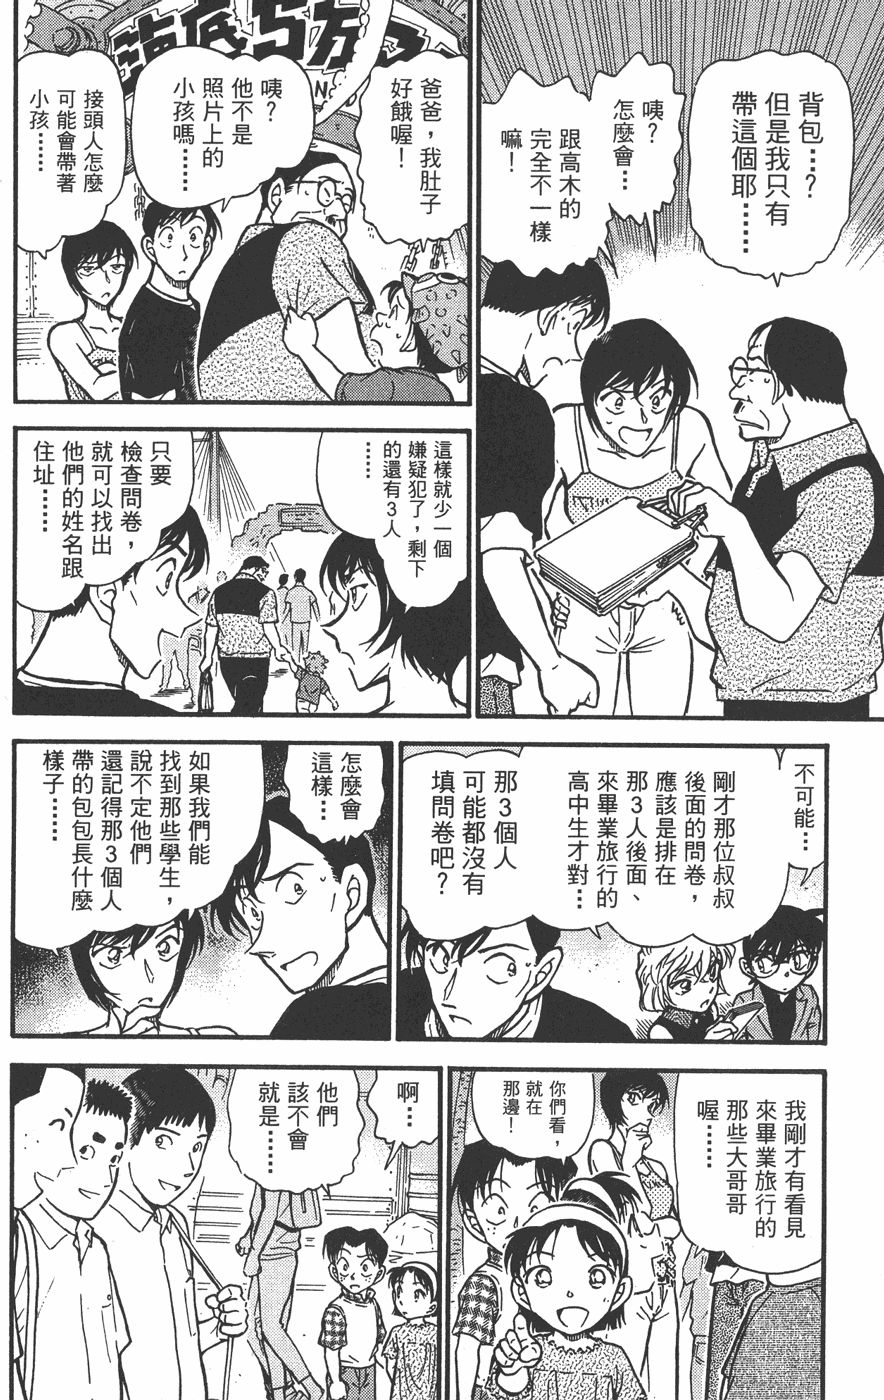 背包…？
但是我只有
帶這個耶……
咦？
怎麼會…
跟高木的
完全不一樣
嘛！
爸爸，我肚子
好餓喔！
咦？
他不是
照片上的
小孩嗎……
接頭人怎麼
可能會帶著
小孩……
這樣就少一個
嫌疑犯了，剩下
的還有3人
……
只要
檢查問卷，
就可以找出
他們的姓名跟
住址……
不可能…
剛才那位叔叔
後面的問卷，
應該是排在
那3人後面、
來畢業旅行的
高中生才對…
那3個人
可能都沒有
填問卷吧？
怎麼會
這樣…
如果我們能
找到那些學生，
說不定他們
還記得那3個人
帶的包包長什麼
樣子……
我剛才有看見
來畢業旅行的
那些大哥哥
喔……
你們看，
就在
那邊！
啊…
他們
該不會
就是……